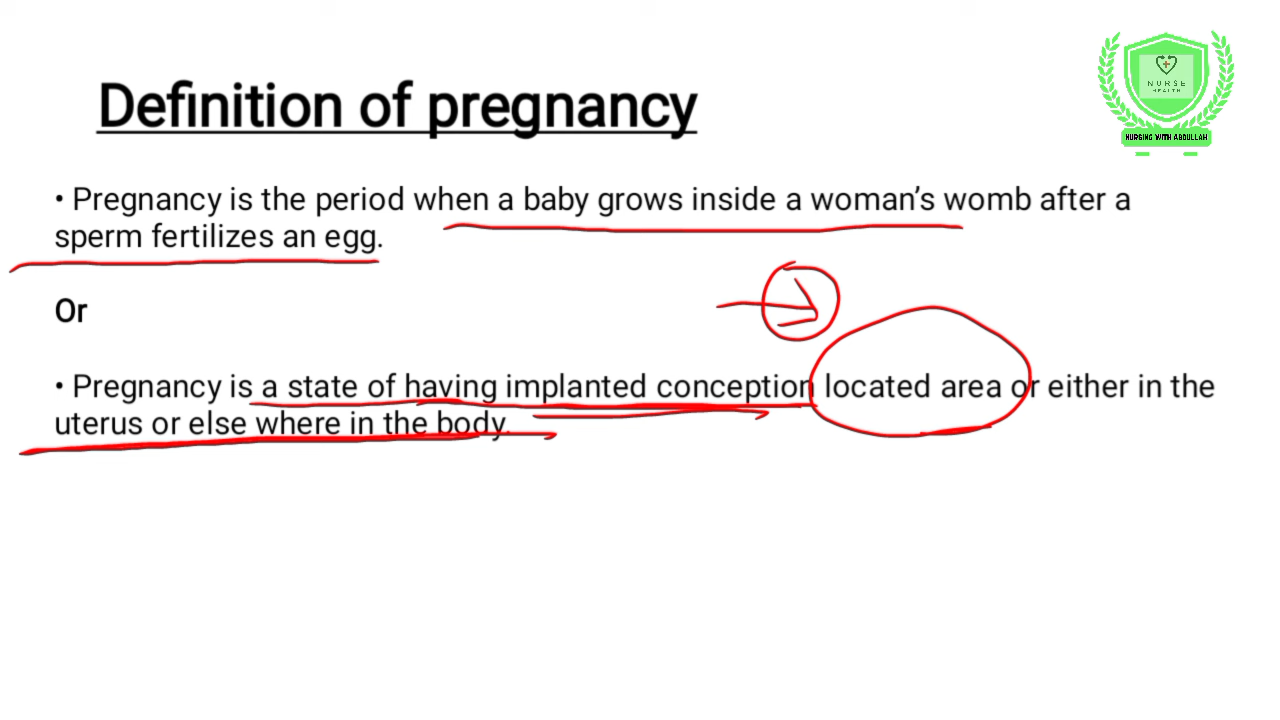 Definition of pregnancy
NURSE
HEALTH
NURSING WITH ABDULLAH
• Pregnancy is the period when a baby grows inside a woman’s womb after a
sperm fertilizes an egg.
Or
• Pregnancy is a state of having implanted conception located area or either in the
uterus or else where in the body.